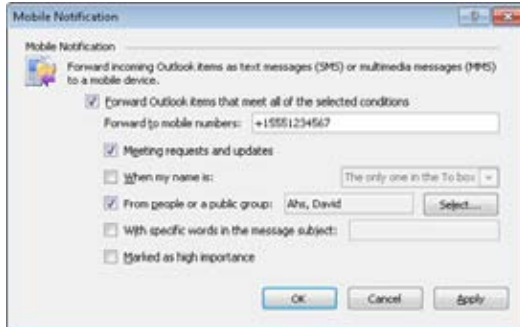 Mobile Notification
Mobile Notification
Forward incoming Outlook items as text messages (SMS) or multimedia messages (MMS)
to a mobile device.
Forward Outlook items that meet all of the selected conditions
Forward to mobile numbers: +15551234567
Meeting requests and updates
When my name is: The only one in the To box
From people or a public group: Ahs, David Select...
With specific words in the message subject:
Marked as high importance
OK Cancel Apply